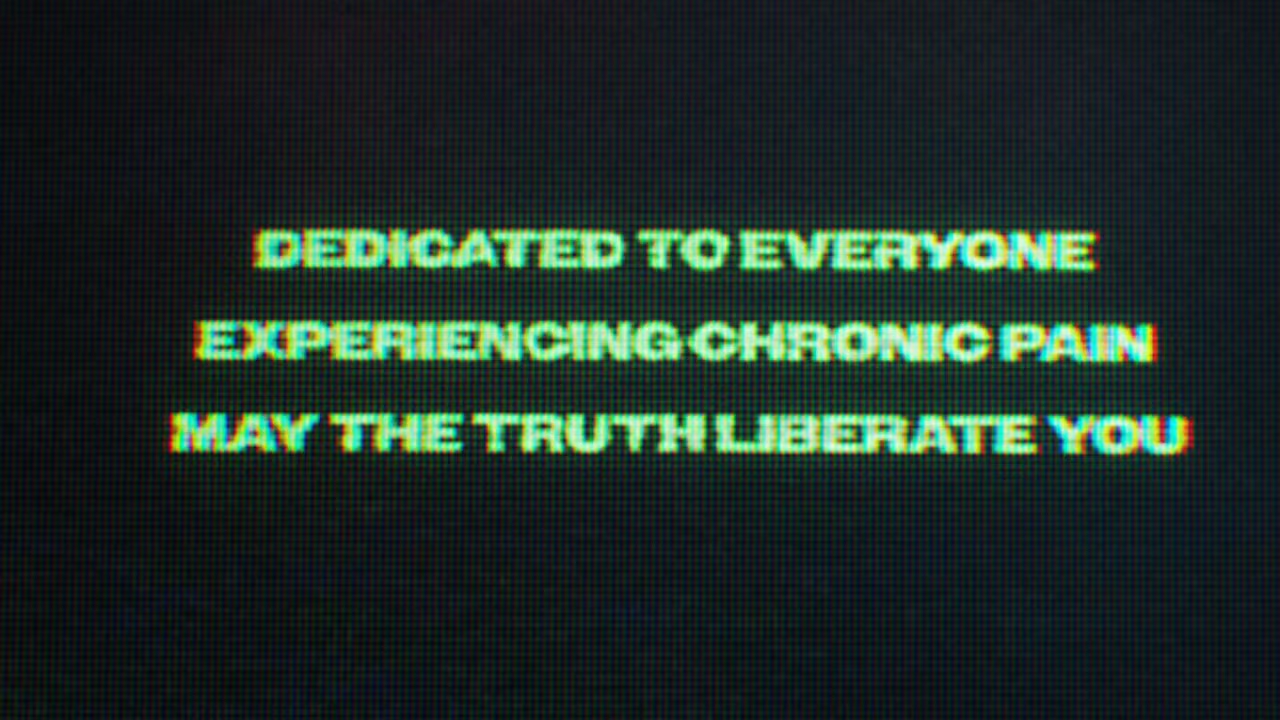 DEDICATED TO EVERYONE
EXPERIENCING CHRONIC PAIN
MAY THE TRUTH LIBERATE YOU